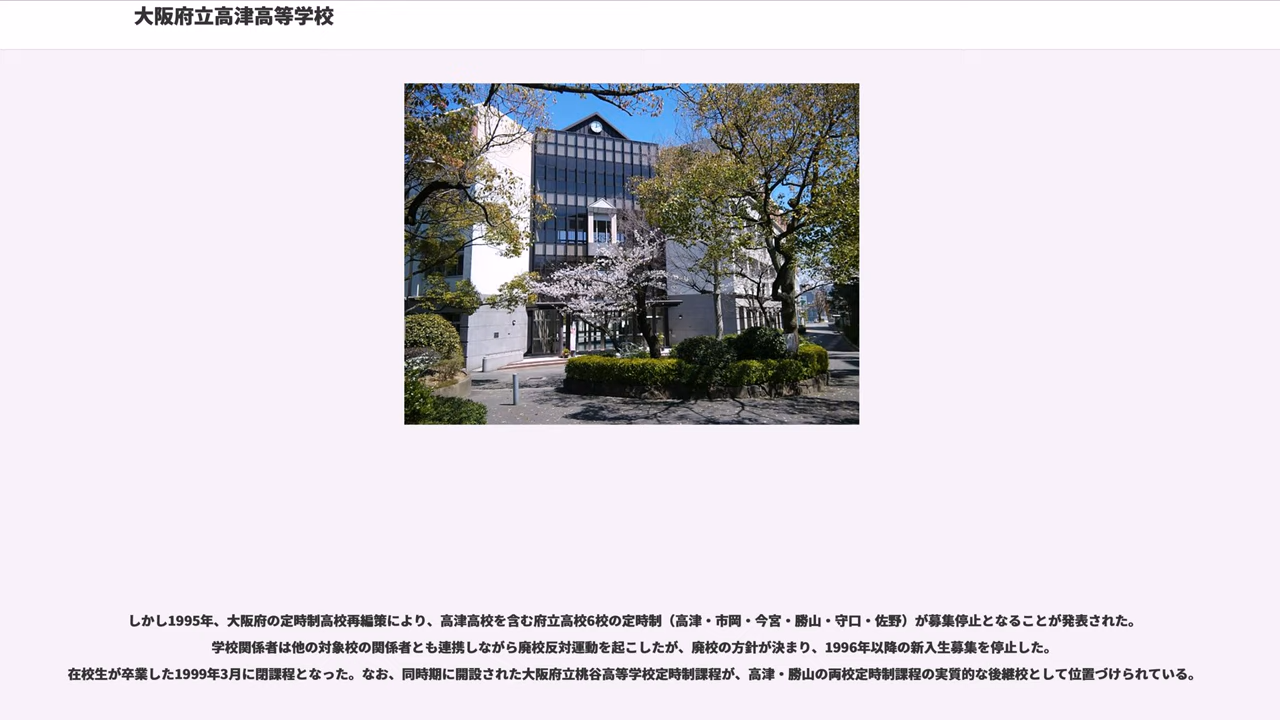 大阪府立高津高等学校
しかし1995年、大阪府の定時制高校再編策により、高津高校を含む府立高校6校の定時制（高津・市岡・今宮・勝山・守口・佐野）が募集停止となることが発表された。
学校関係者は他の対象校の関係者とも連携しながら廃校反対運動を起こしたが、廃校の方針が決まり、1996年以降の新入生募集を停止した。
在校生が卒業した1999年3月に閉課程となった。なお、同時期に開設された大阪府立桃谷高等学校定時制課程が、高津・勝山の両校定時制課程の実質的な後継校として位置づけられている。